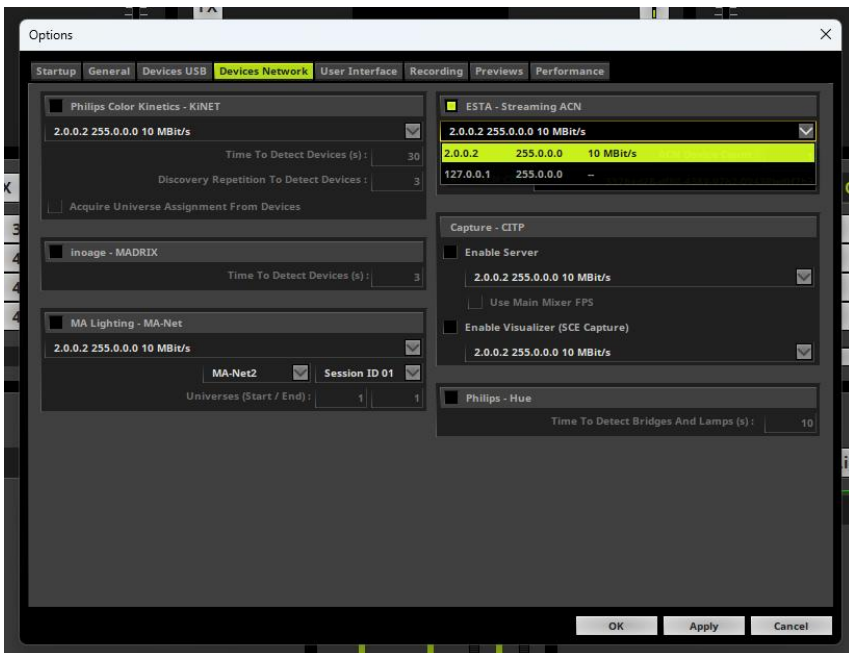 TX
Options
Startup General Devices USB Devices Network User Interface Recording Previews Performance
Philips Color Kinetics - KiNET
2.0.0.2 255.0.0.0 10 MBit/s
Time To Detect Devices (s) : 30
Discovery Repetition To Detect Devices : 3
Acquire Universe Assignment From Devices
inoage - MADRIX
Time To Detect Devices (s) : 3
MA Lighting - MA-Net
2.0.0.2 255.0.0.0 10 MBit/s
MA-Net2 Session ID 01
Universes (Start / End) : 1 1
ESTA - Streaming ACN
2.0.0.2 255.0.0.0 10 MBit/s
2.0.0.2 255.0.0.0 10 MBit/s
127.0.0.1 255.0.0.0 --
Capture - CITP
Enable Server
2.0.0.2 255.0.0.0 10 MBit/s
Use Main Mixer FPS
Enable Visualizer (SCE Capture)
2.0.0.2 255.0.0.0 10 MBit/s
Philips - Hue
Time To Detect Bridges And Lamps (s) : 10
OK Apply Cancel
X
3
4
4
4